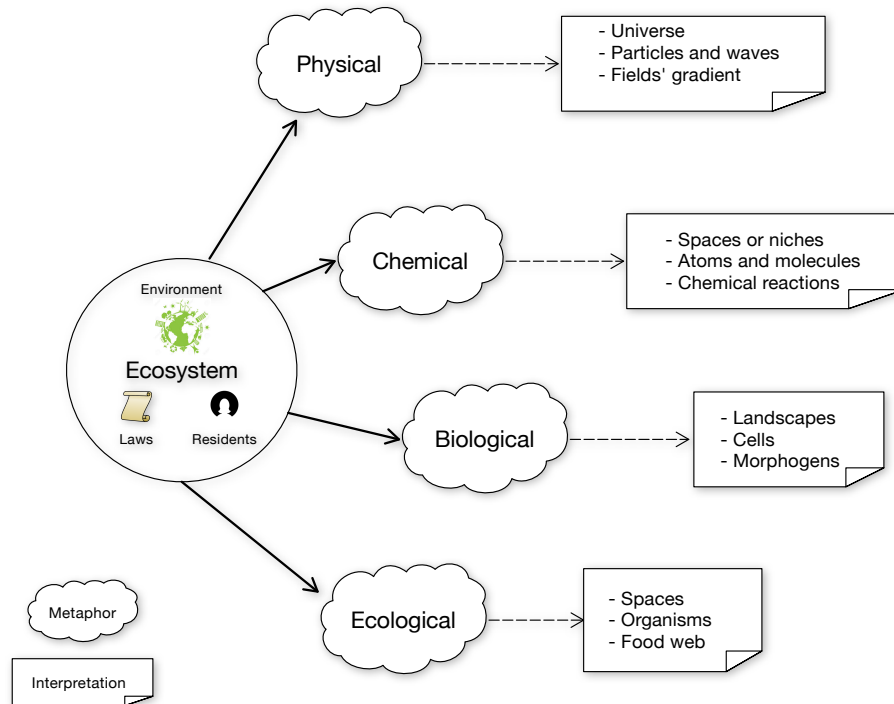 Physical
- Universe
- Particles and waves
- Fields' gradient
Chemical
- Spaces or niches
- Atoms and molecules
- Chemical reactions
Environment
Ecosystem
Laws
Residents
Biological
- Landscapes
- Cells
- Morphogens
Ecological
- Spaces
- Organisms
- Food web
Metaphor
Interpretation